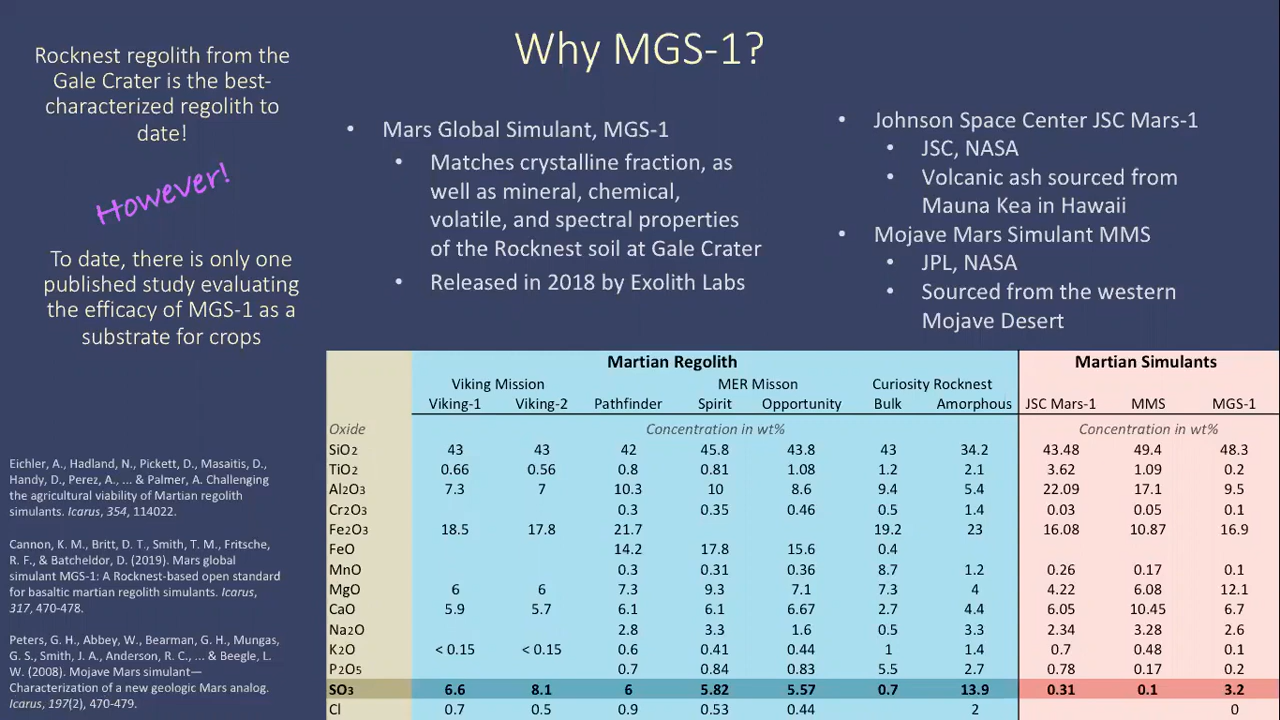 Why MGS-1?
Rocknest regolith from the
Gale Crater is the best-
characterized regolith to
date!
However!
To date, there is only one
published study evaluating
the efficacy of MGS-1 as a
substrate for crops
• Mars Global Simulant, MGS-1
• Matches crystalline fraction, as
well as mineral, chemical,
volatile, and spectral properties
of the Rocknest soil at Gale Crater
• Released in 2018 by Exolith Labs
• Johnson Space Center JSC Mars-1
• JSC, NASA
• Volcanic ash sourced from
Mauna Kea in Hawaii
• Mojave Mars Simulant MMS
• JPL, NASA
• Sourced from the western
Mojave Desert
Eichler, A., Hadland, N., Pickett, D., Masaitis, D.,
Handy, D., Perez, A., ... & Palmer, A. Challenging
the agricultural viability of Martian regolith
simulants. Icarus, 354, 114022.
Cannon, K. M., Britt, D. T., Smith, T. M., Fritsche,
R. F., & Batcheldor, D. (2019). Mars global
simulant MGS-1: A Rocknest-based open standard
for basaltic martian regolith simulants. Icarus,
317, 470-478.
Peters, G. H., Abbey, W., Bearman, G. H., Mungas,
G. S., Smith, J. A., Anderson, R. C., ... & Beegle, L.
W. (2008). Mojave Mars simulant—
Characterization of a new geologic Mars analog.
Icarus, 197(2), 470-479.
Martian Regolith Martian Simulants
Viking Mission MER Misson Curiosity Rocknest
Viking-1 Viking-2 Pathfinder Spirit Opportunity Bulk Amorphous JSC Mars-1 MMS MGS-1
Oxide Concentration in wt% Concentration in wt%
SiO2 43 43 42 45.8 43.8 43 34.2 43.48 49.4 48.3
TiO2 0.66 0.56 0.8 0.81 1.08 1.2 2.1 3.62 1.09 0.2
Al2O3 7.3 7 10.3 10 8.6 9.4 5.4 22.09 17.1 9.5
Cr2O3 0.3 0.35 0.46 0.5 1.4 0.03 0.05 0.1
Fe2O3 18.5 17.8 21.7 19.2 23 16.08 10.87 16.9
FeO 14.2 17.8 15.6 0.4
MnO 0.3 0.31 0.36 8.7 1.2 0.26 0.17 0.1
MgO 6 6 7.3 9.3 7.1 7.3 4 4.22 6.08 12.1
CaO 5.9 5.7 6.1 6.1 6.67 2.7 4.4 6.05 10.45 6.7
Na2O 2.8 3.3 1.6 0.5 3.3 2.34 3.28 2.6
K2O < 0.15 < 0.15 0.6 0.41 0.44 1 1.4 0.7 0.48 0.1
P2O5 0.7 0.84 0.83 5.5 2.7 0.78 0.17 0.2
SO3 6.6 8.1 6 5.82 5.57 0.7 13.9 0.31 0.1 3.2
Cl 0.7 0.5 0.9 0.53 0.44 2 0